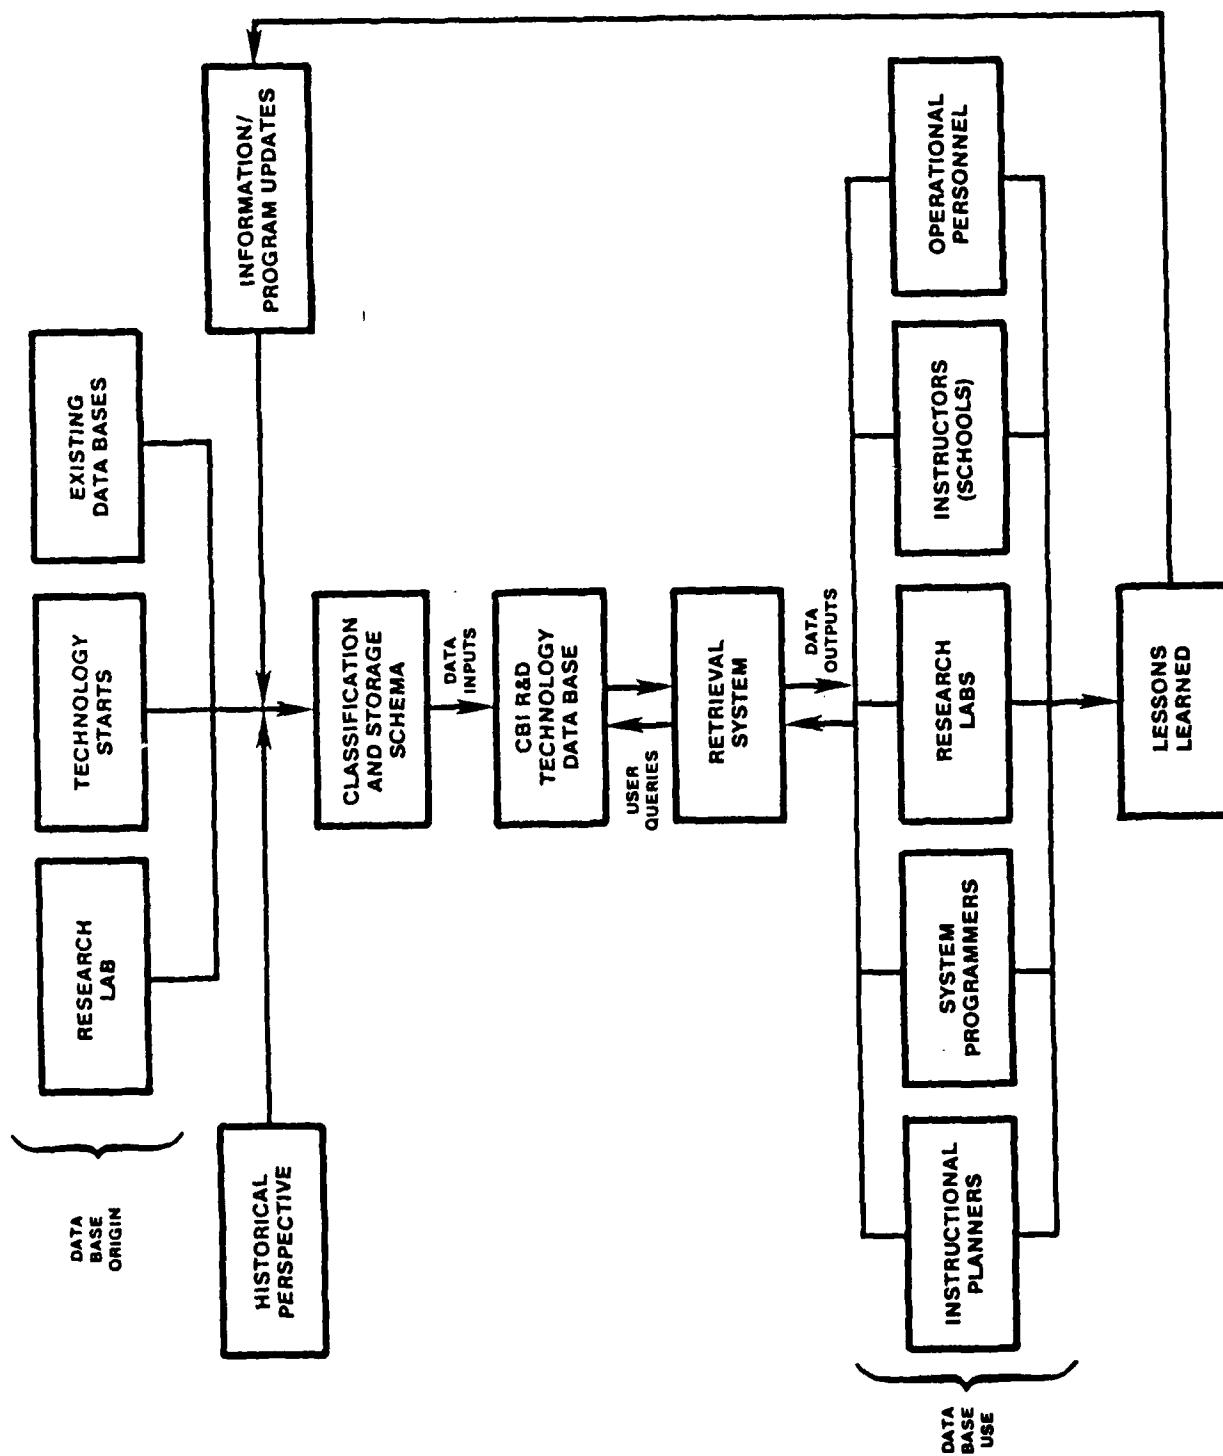 DATA
BASE
ORIGIN
RESEARCH
LAB
TECHNOLOGY
STARTS
EXISTING
DATA BASES
HISTORICAL
PERSPECTIVE
INFORMATION/
PROGRAM UPDATES
CLASSIFICATION
AND STORAGE
SCHEMA
DATA
INPUTS
CBI R&D
TECHNOLOGY
DATA BASE
USER
QUERIES
RETRIEVAL
SYSTEM
DATA
OUTPUTS
DATA
BASE
USE
INSTRUCTIONAL
PLANNERS
SYSTEM
PROGRAMMERS
RESEARCH
LABS
INSTRUCTORS
(SCHOOLS)
OPERATIONAL
PERSONNEL
LESSONS
LEARNED